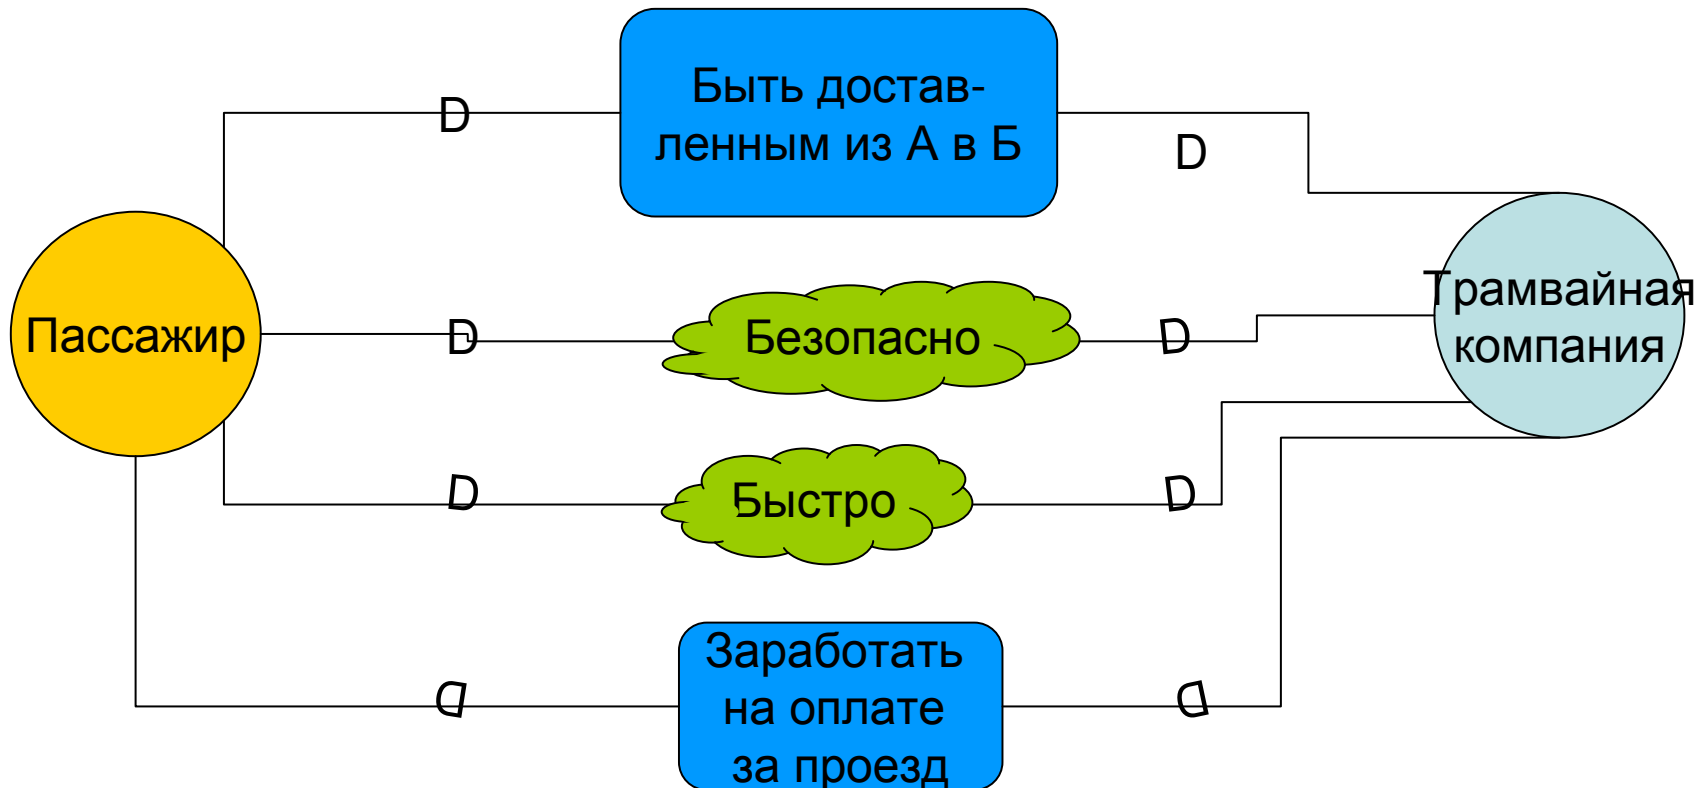 Быть достав-
ленным из А в Б
D
D
Пассажир
D
Безопасно
D
Трамвайная
компания
D
Быстро
D
D
Заработать
на оплате
за проезд
D